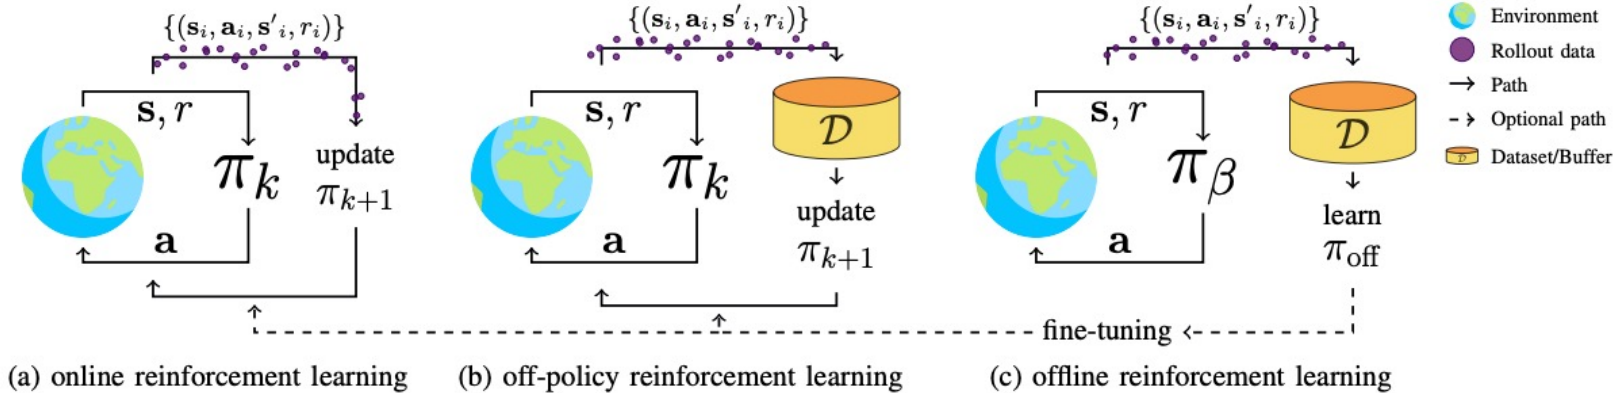 {(s_i, a_i, s'_i, r_i)}
s, r
π_k
update
π_{k+1}
a
(a) online reinforcement learning
{(s_i, a_i, s'_i, r_i)}
s, r
π_k
D
update
π_{k+1}
a
(b) off-policy reinforcement learning
{(s_i, a_i, s'_i, r_i)}
s, r
π_β
D
learn
π_off
a
fine-tuning
(c) offline reinforcement learning
Environment
Rollout data
Path
Optional path
D Dataset/Buffer